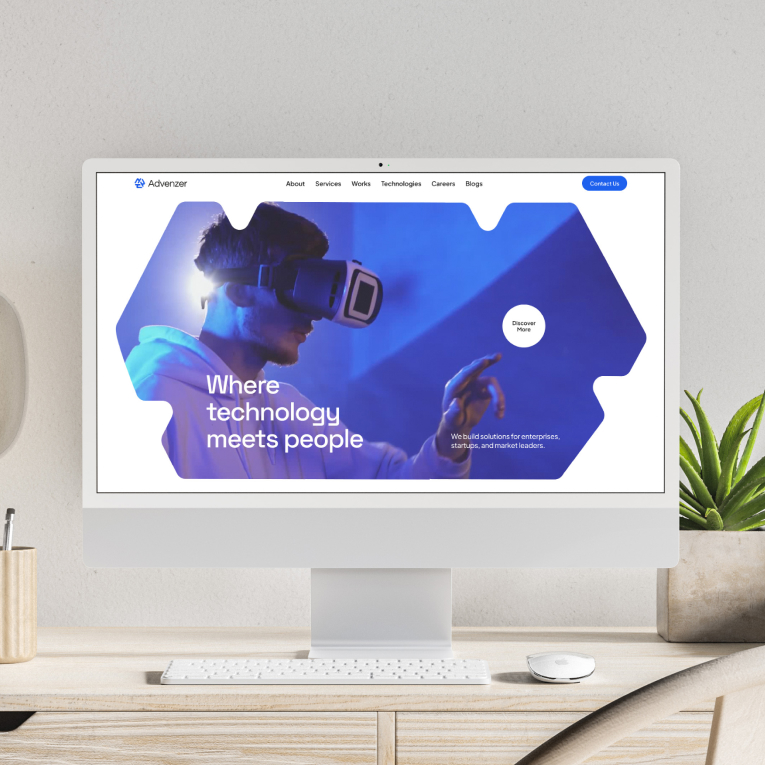 Advenzer
About Services Works Technologies Careers Blogs
Contact Us
Discover
More
Where
technology
meets people
We build solutions for enterprises,
startups, and market leaders.